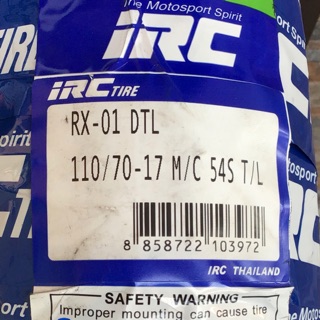 The Motosport Spirit
IRC
IRC TIRE
RX-01 DTL
110/70-17 M/C 54S T/L
8 858722 103972
IRC THAILAND
SAFETY WARNING
Improper mounting can cause tire